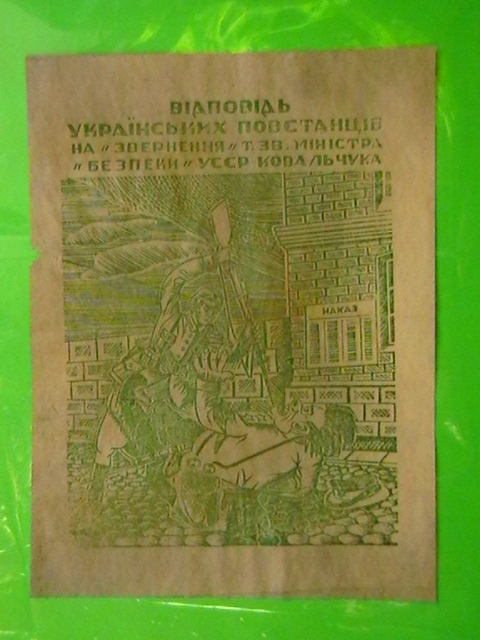 ВІДПОВІДЬ
УКРАЇНСЬКИХ ПОВСТАНЦІВ
НА „ЗВЕРНЕННЯ" Т. ЗВ. МІНІСТРА
„БЕЗПЕКИ" УССР КОВАЛЬЧУКА
НАКАЗ